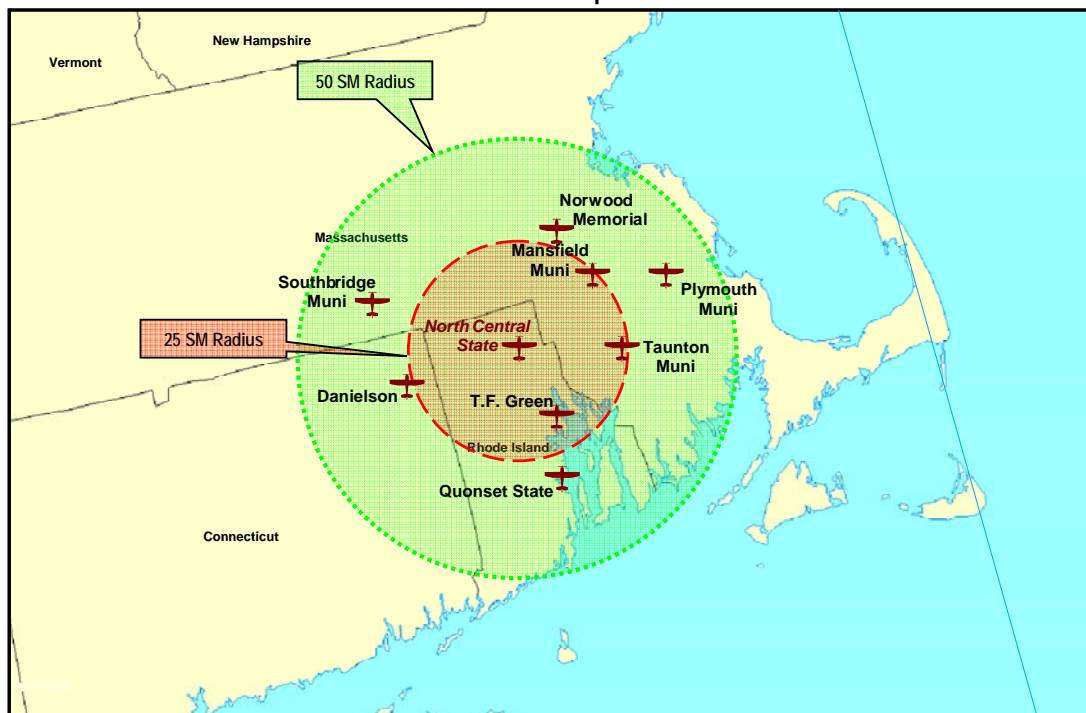 New Hampshire
Vermont
50 SM Radius
Norwood
Memorial
Massachusetts
Mansfield
Muni
Southbridge
Muni
Plymouth
Muni
North Central
State
25 SM Radius
Taunton
Muni
Danielson
T.F. Green
Rhode Island
Quonset State
Connecticut